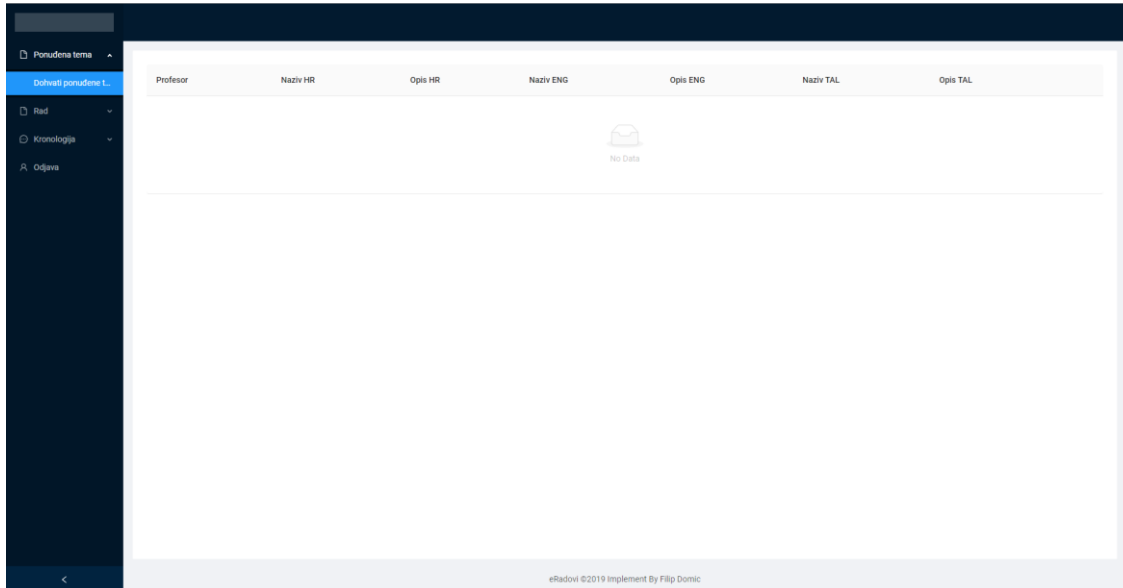 Ponuđena tema
Dohvati ponuđene t...
Rad
Kronologija
Odjava
Profesor Naziv HR Opis HR Naziv ENG Opis ENG Naziv TAL Opis TAL
No Data
eRadovi ©2019 Implement By Filip Domic